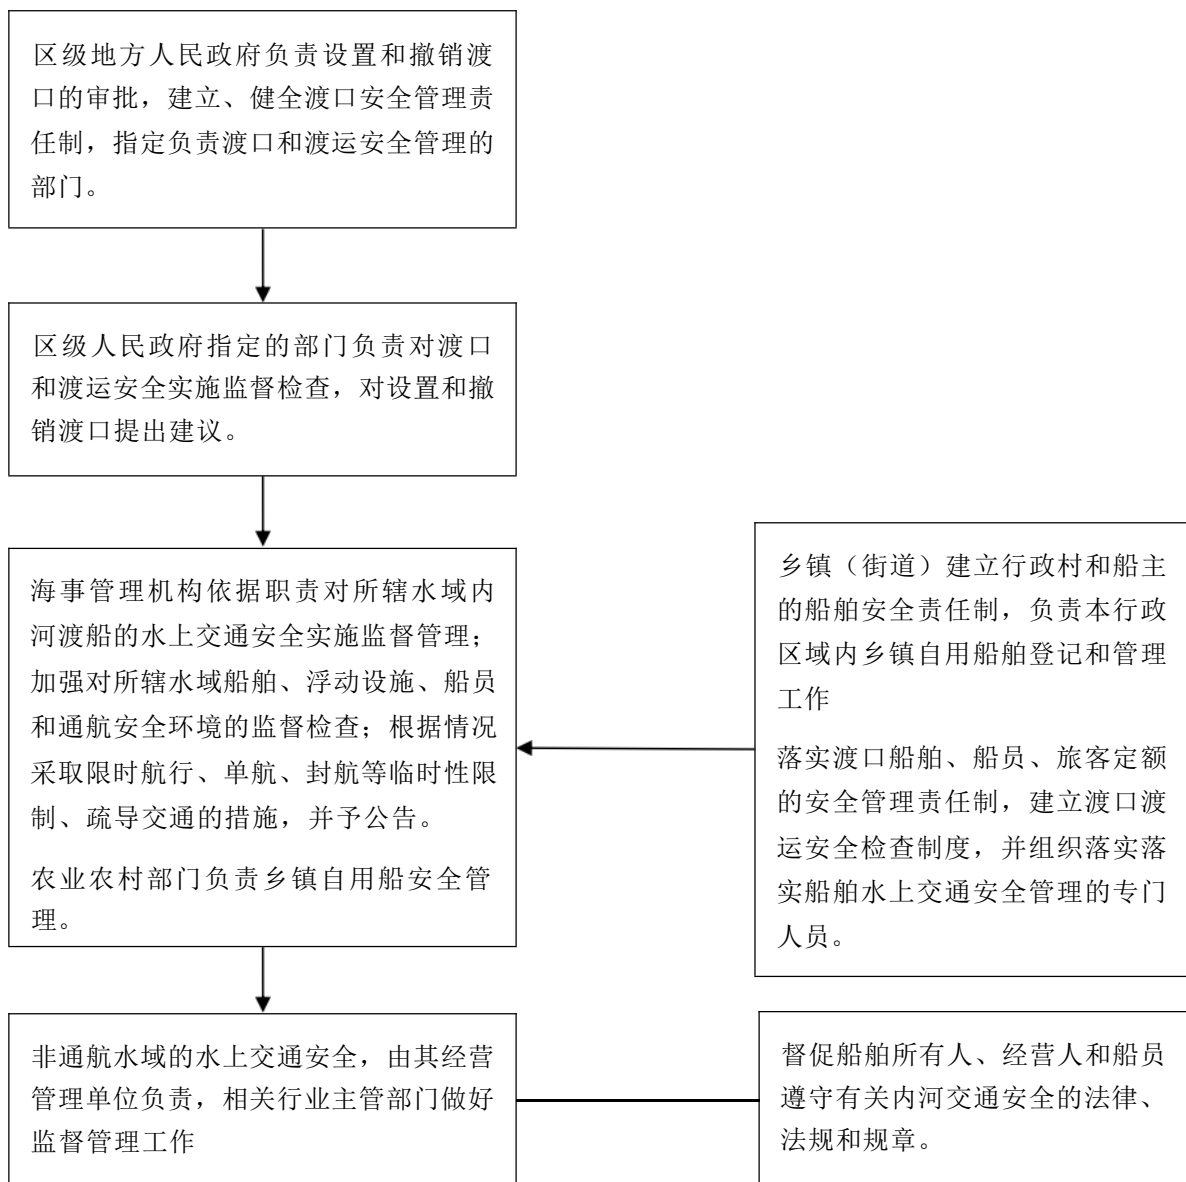 区级地方人民政府负责设置和撤销渡
口的审批，建立、健全渡口安全管理责
任制，指定负责渡口和渡运安全管理的
部门。
区级人民政府指定的部门负责对渡口
和渡运安全实施监督检查，对设置和撤
销渡口提出建议。
海事管理机构依据职责对所辖水域内
河渡船的水上交通安全实施监督管理；
加强对所辖水域船舶、浮动设施、船员
和通航安全环境的监督检查；根据情况
采取限时航行、单航、封航等临时性限
制、疏导交通的措施，并予公告。
农业农村部门负责乡镇自用船安全管
理。
乡镇（街道）建立行政村和船主
的船舶安全责任制，负责本行政
区域内乡镇自用船舶登记和管理
工作
落实渡口船舶、船员、旅客定额
的安全管理责任制，建立渡口渡
运安全检查制度，并组织落实落
实船舶水上交通安全管理的专门
人员。
非通航水域的水上交通安全，由其经营
管理单位负责，相关行业主管部门做好
监督管理工作
督促船舶所有人、经营人和船员
遵守有关内河交通安全的法律、
法规和规章。